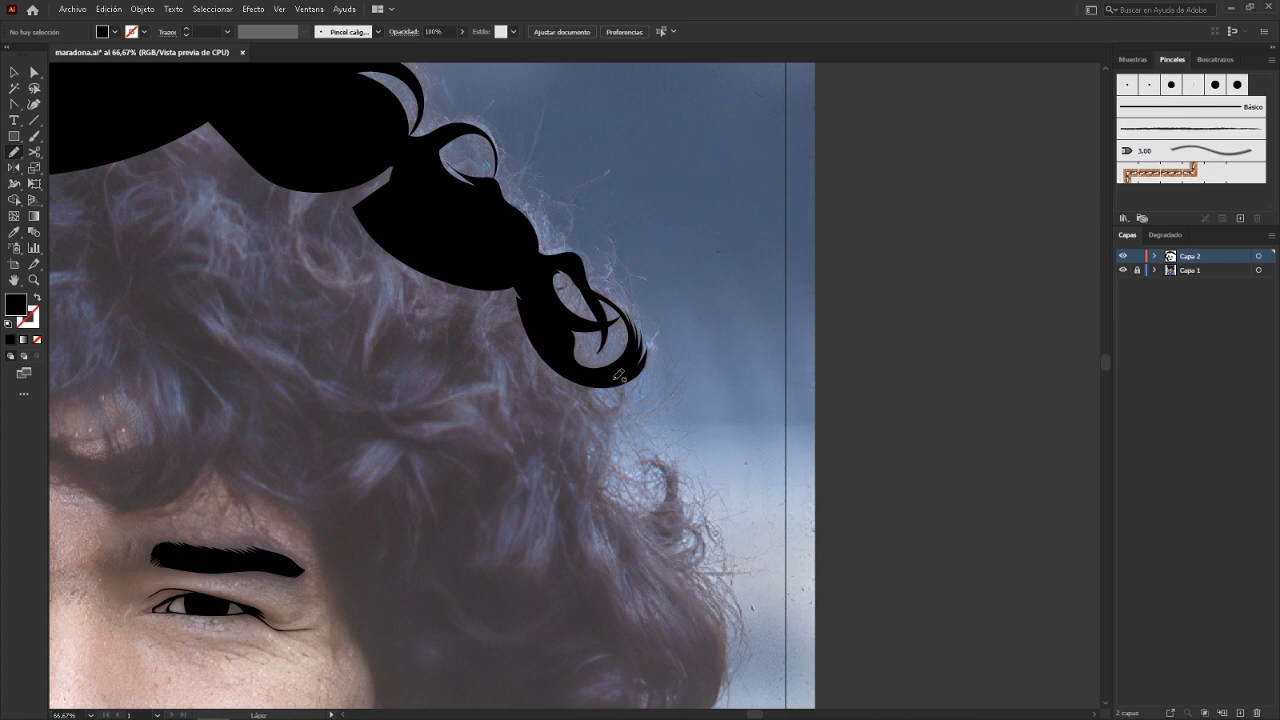 Ai Archivo Edición Objeto Texto Seleccionar Efecto Ver Ventana Ayuda Buscar en Ayuda de Adobe
No hay selección Trazo: Pincel calig... Opacidad: 100% Estilo: Ajustar documento Preferencias
maradona.ai* al 66,67% (RGB/Vista previa de CPU) ×
Muestras Pinceles Buscatrazos
Básico
3.00
Capas Degradado
Capa 2
Capa 1
66,67% 1 Lápiz 2 capas